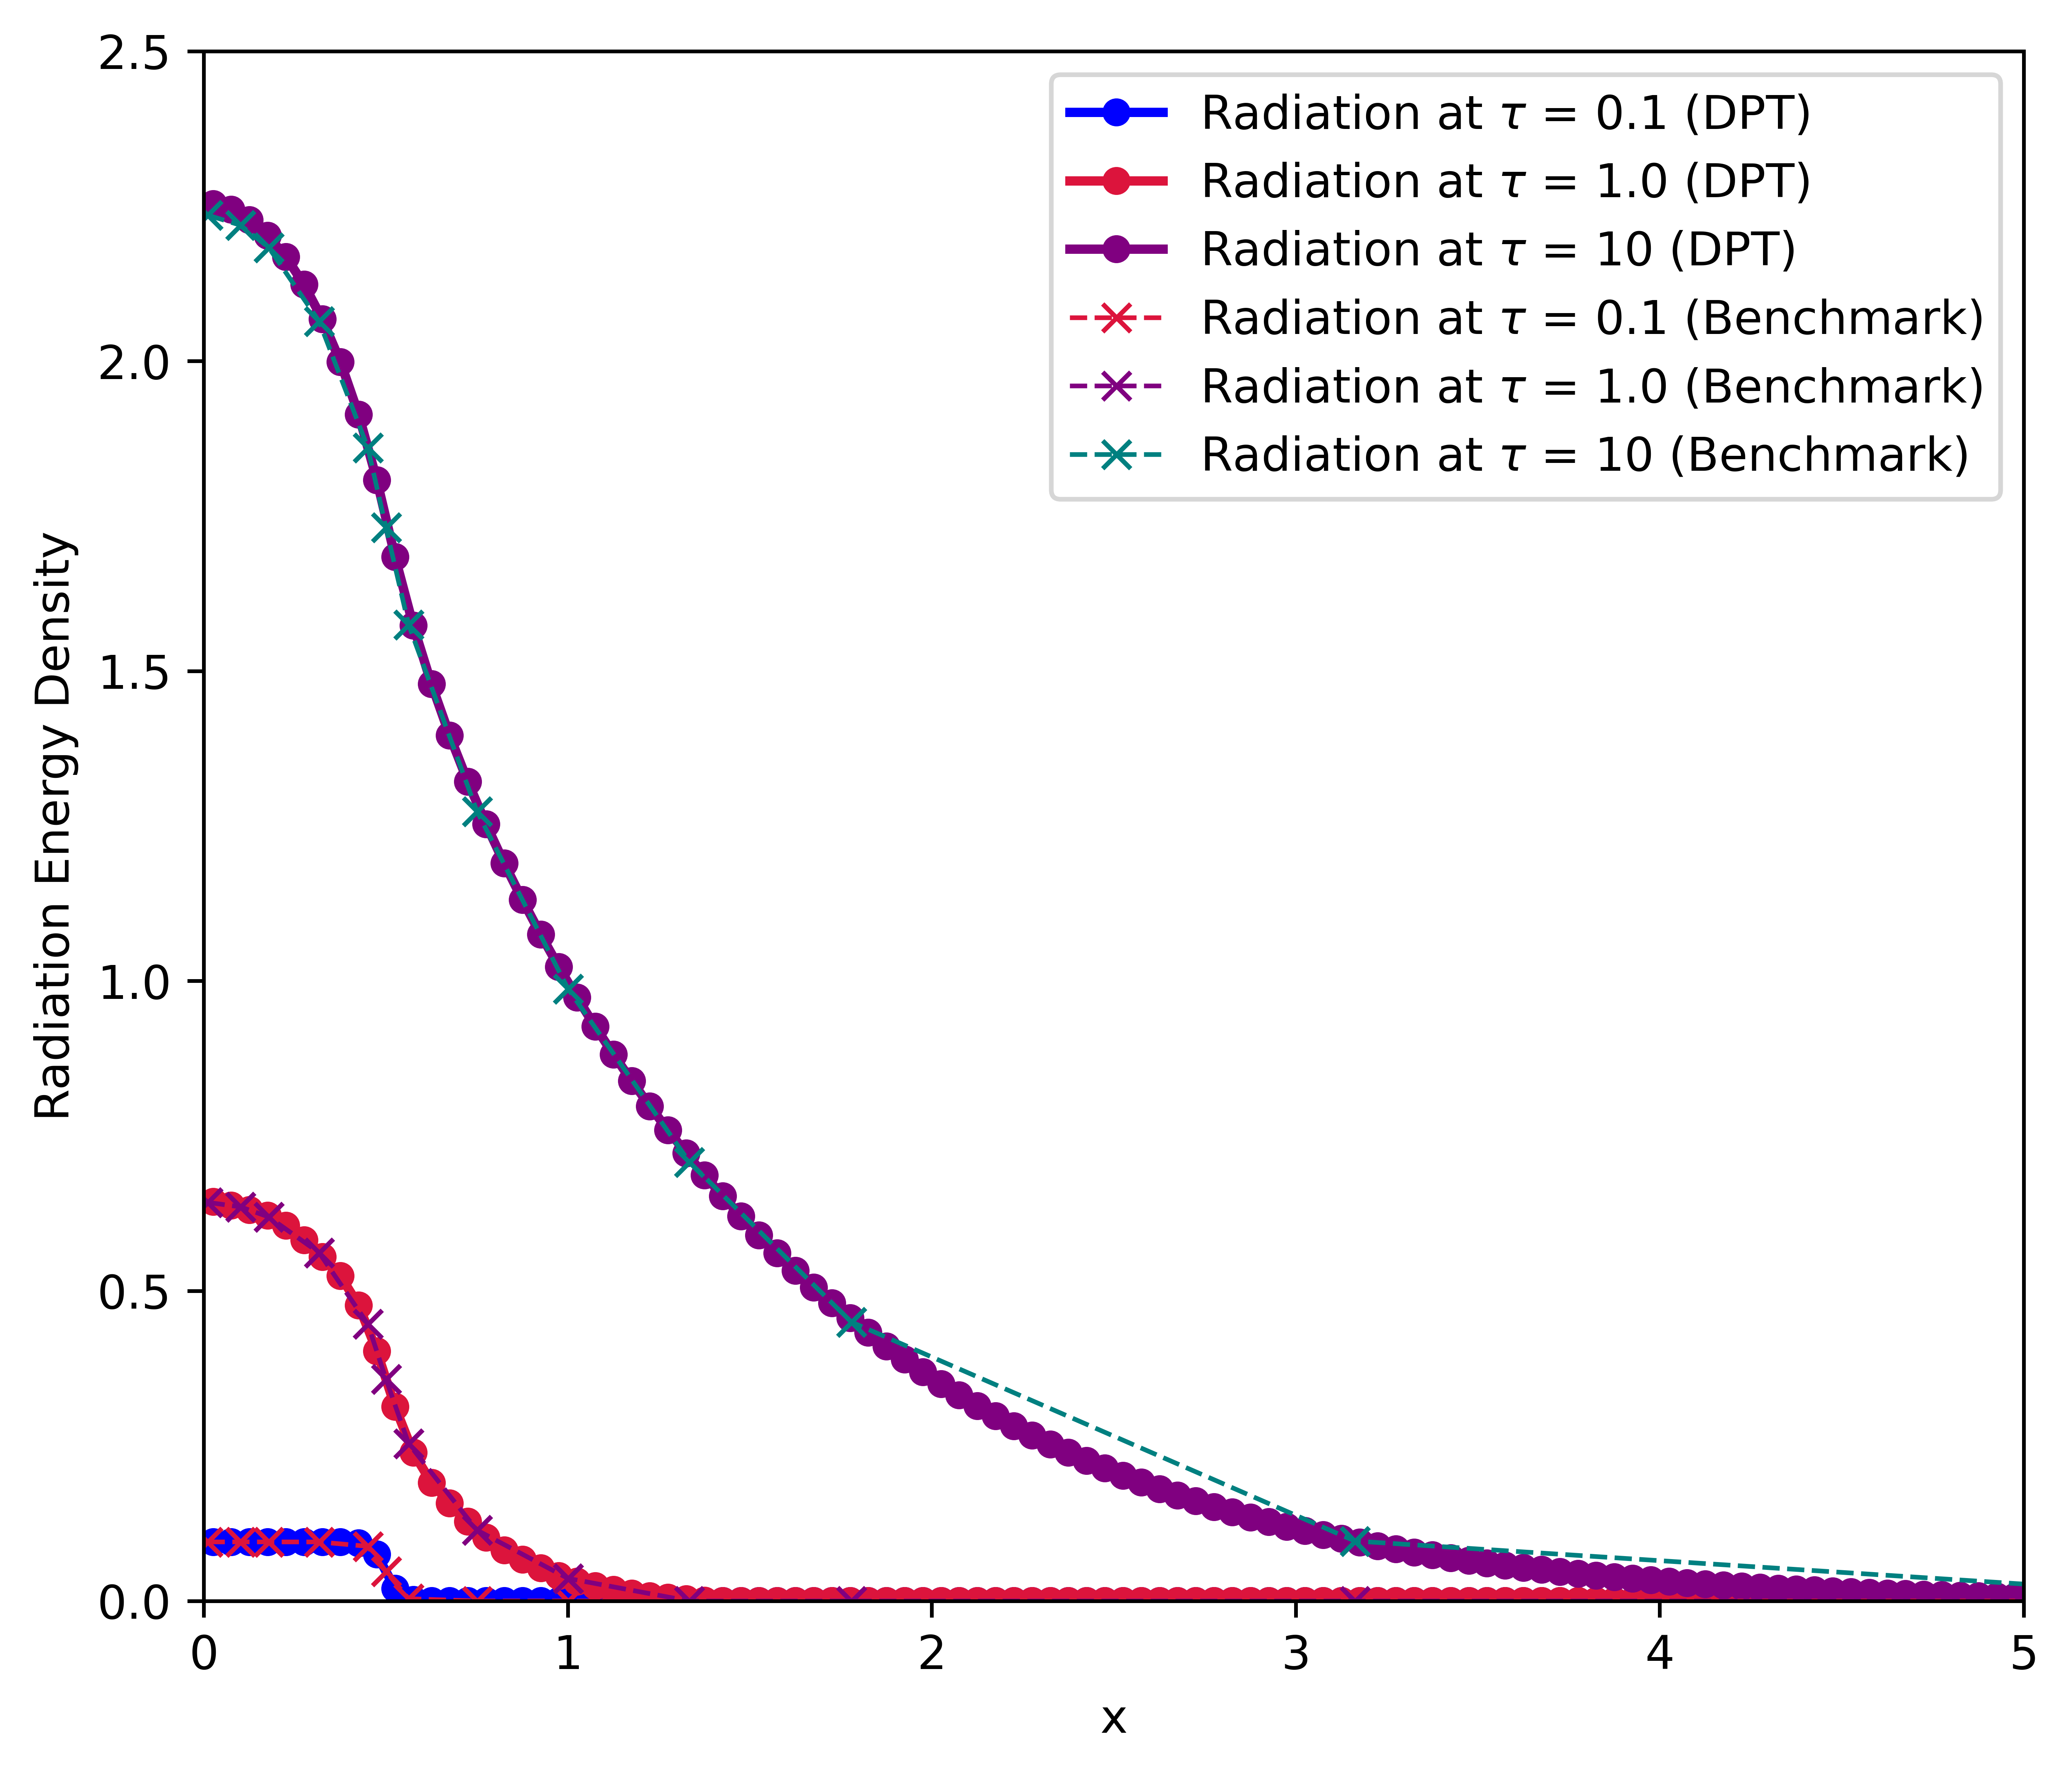 2.5
2.0
1.5
1.0
0.5
0.0
Radiation Energy Density
Radiation at τ = 0.1 (DPT)
Radiation at τ = 1.0 (DPT)
Radiation at τ = 10 (DPT)
Radiation at τ = 0.1 (Benchmark)
Radiation at τ = 1.0 (Benchmark)
Radiation at τ = 10 (Benchmark)
0 1 2 3 4 5
x